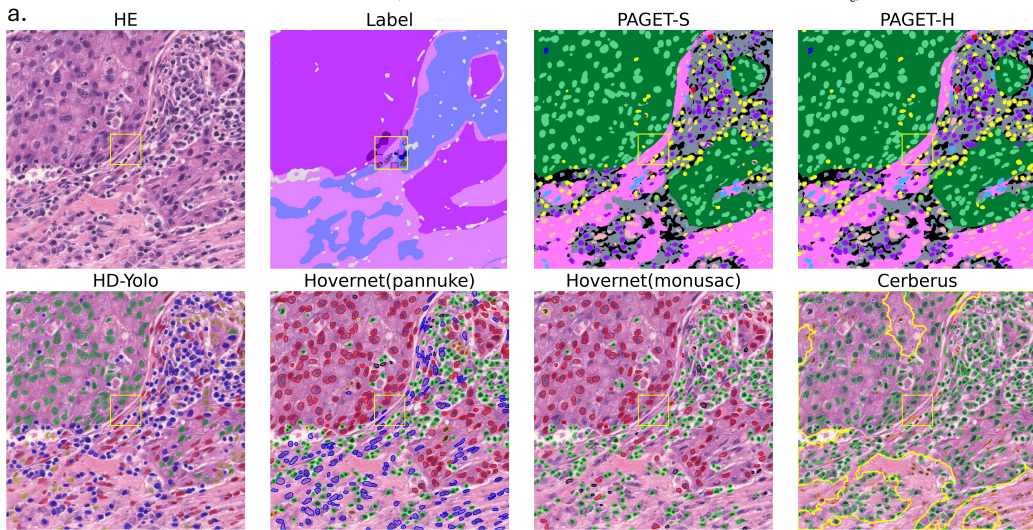 a.
HE Label PAGET-S PAGET-H
HD-Yolo Hovernet(pannuke) Hovernet(monusac) Cerberus